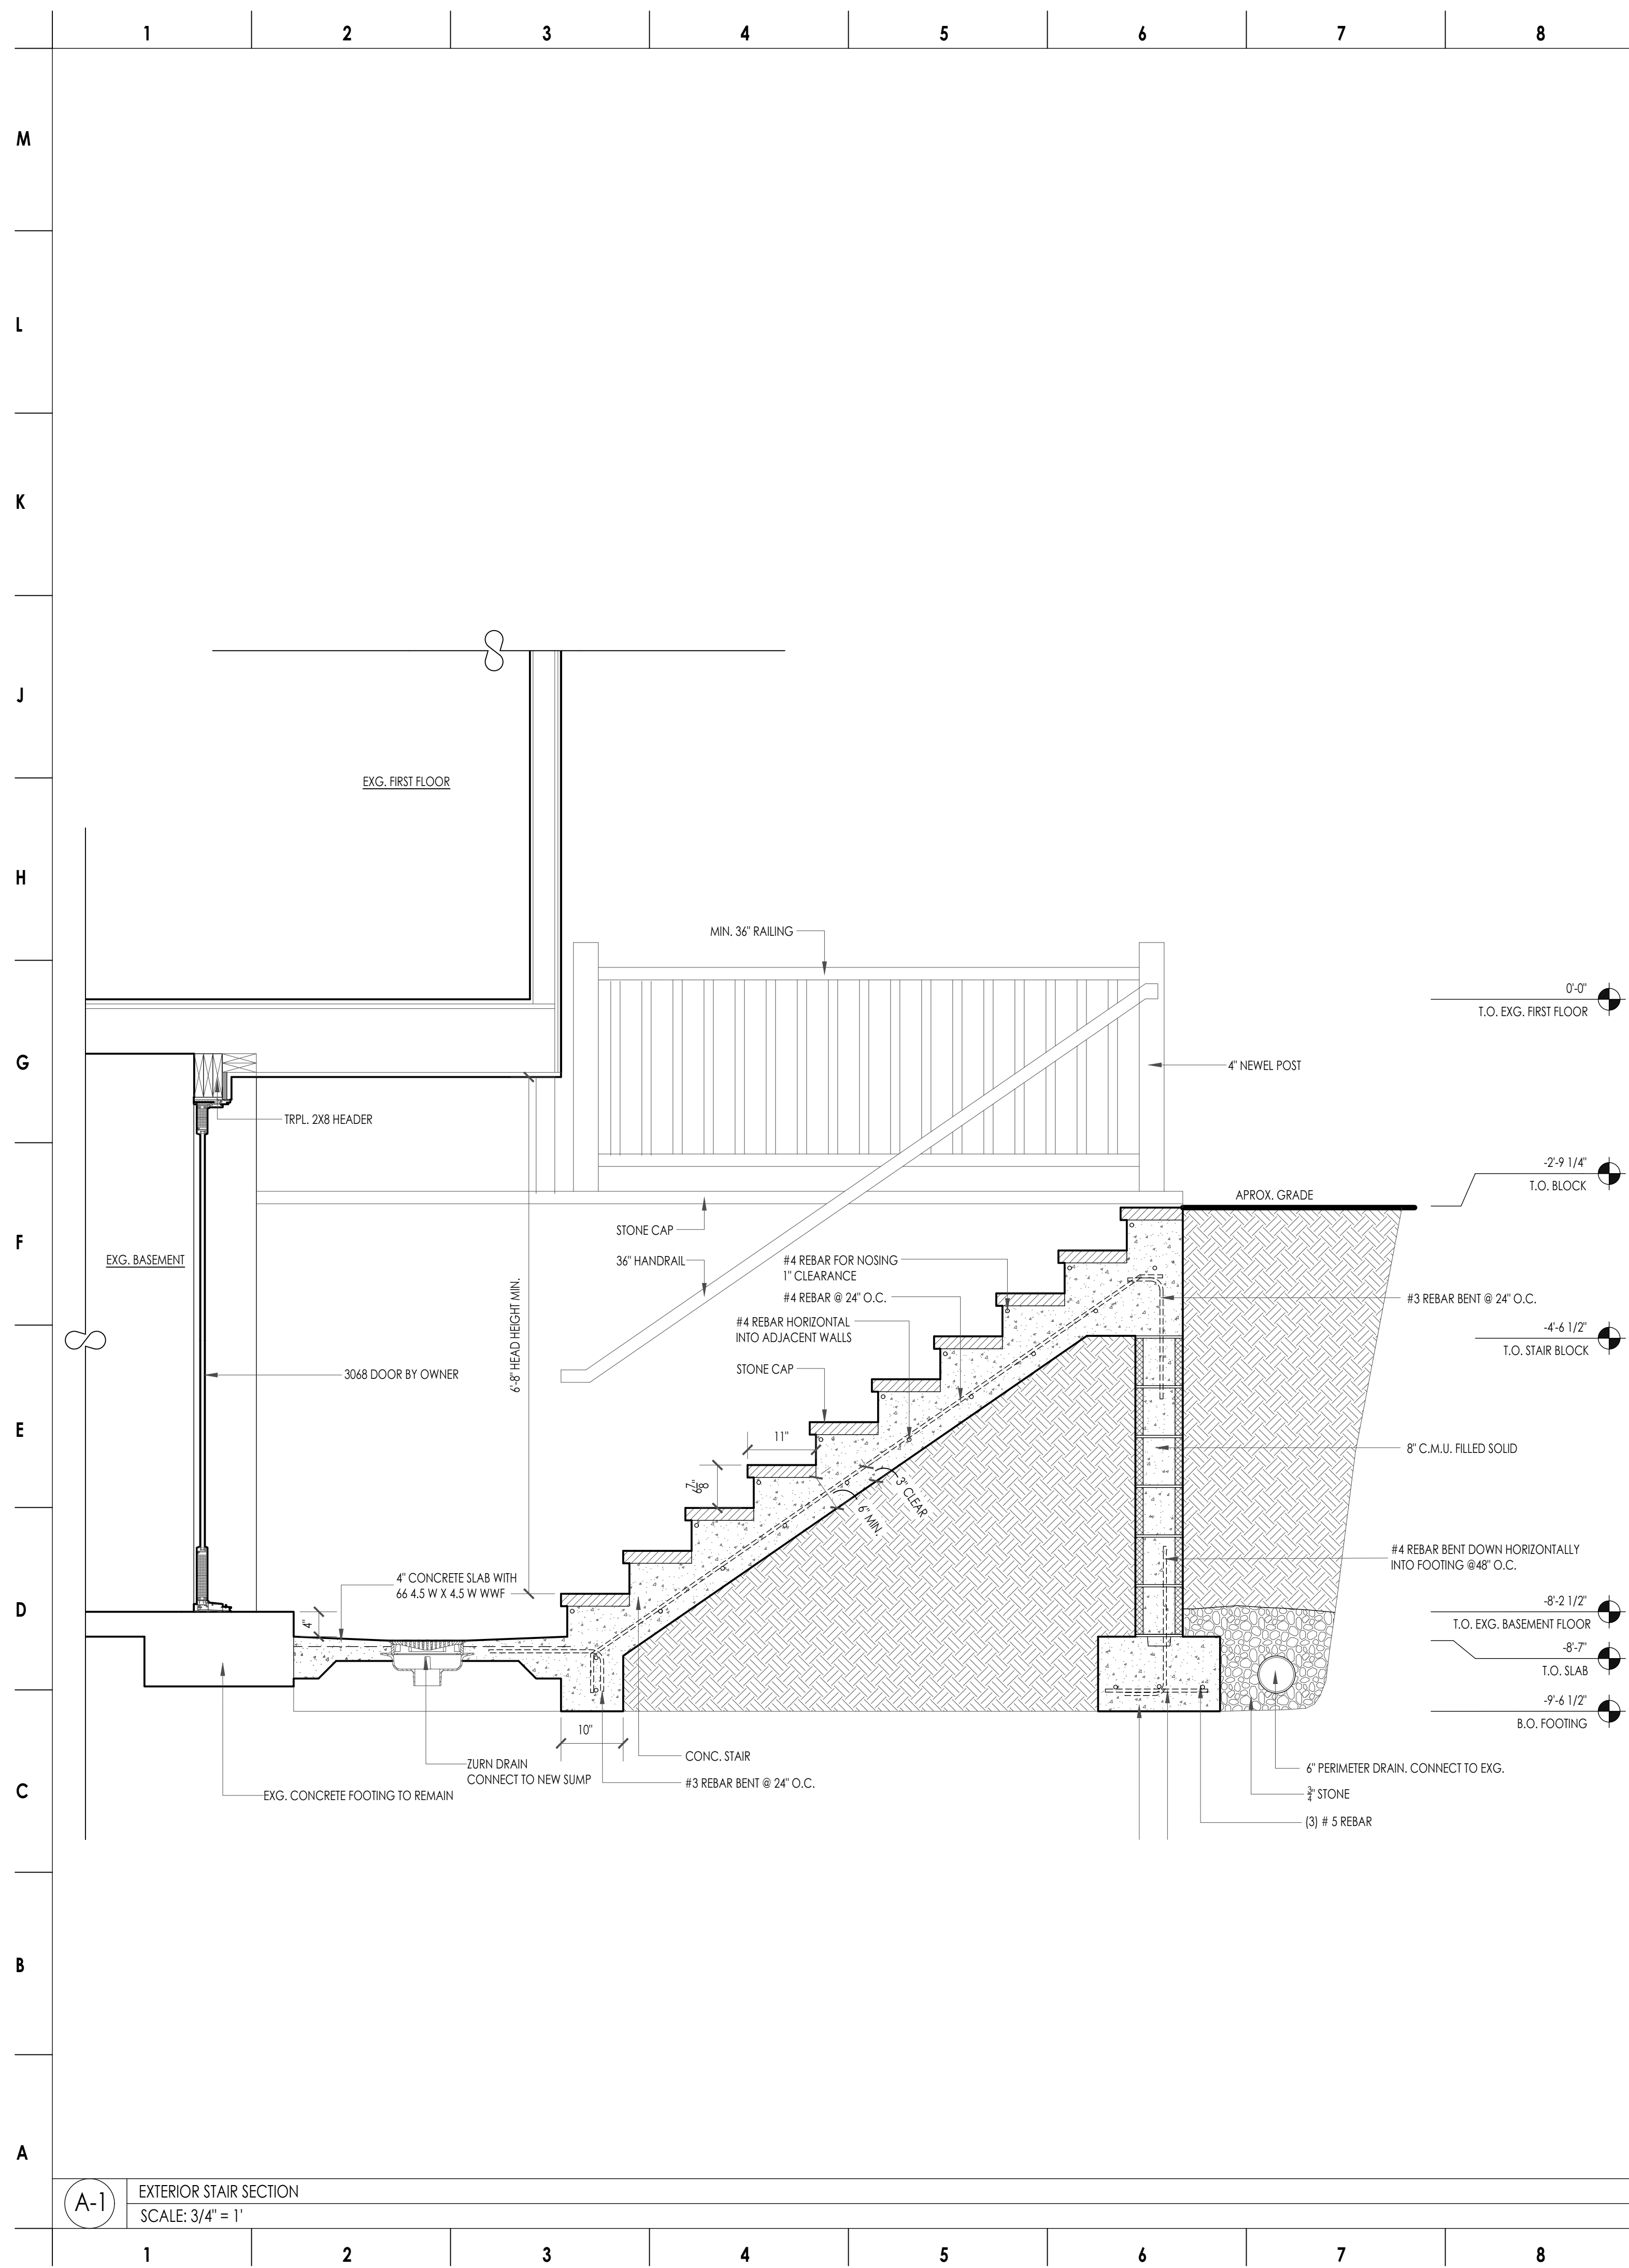 1 2 3 4 5 6 7 8
M
L
K
J
EXG. FIRST FLOOR
H
MIN. 36" RAILING
0'-0"
T.O. EXG. FIRST FLOOR
G
4" NEWEL POST
TRPL. 2X8 HEADER
-2'-9 1/4"
T.O. BLOCK
APROX. GRADE
STONE CAP
F
EXG. BASEMENT
36" HANDRAIL
#4 REBAR FOR NOSING
1" CLEARANCE
#4 REBAR @ 24" O.C.
#3 REBAR BENT @ 24" O.C.
#4 REBAR HORIZONTAL
INTO ADJACENT WALLS
-4'-6 1/2"
T.O. STAIR BLOCK
6'-8" HEAD HEIGHT MIN.
STONE CAP
3068 DOOR BY OWNER
E
11"
8" C.M.U. FILLED SOLID
6 7/8"
3" CLEAR
6" MIN.
#4 REBAR BENT DOWN HORIZONTALLY
INTO FOOTING @48" O.C.
4" CONCRETE SLAB WITH
66 4.5 W X 4.5 W WWF
D
4"
-8'-2 1/2"
T.O. EXG. BASEMENT FLOOR
-8'-7"
T.O. SLAB
-9'-6 1/2"
B.O. FOOTING
10"
CONC. STAIR
ZURN DRAIN
CONNECT TO NEW SUMP
#3 REBAR BENT @ 24" O.C.
6" PERIMETER DRAIN. CONNECT TO EXG.
C
EXG. CONCRETE FOOTING TO REMAIN
3/4" STONE
(3) # 5 REBAR
B
A
A-1
EXTERIOR STAIR SECTION
SCALE: 3/4" = 1'
1 2 3 4 5 6 7 8